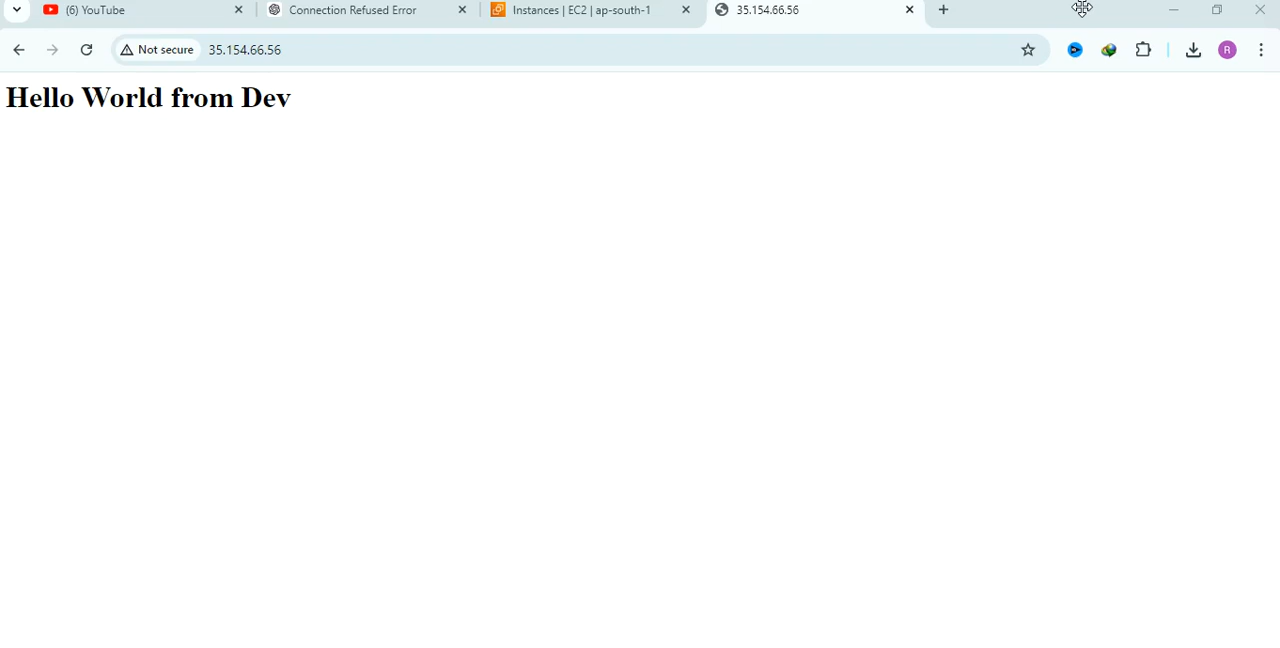 (6) YouTube
Connection Refused Error
Instances | EC2 | ap-south-1
35.154.66.56
Not secure
35.154.66.56
R
Hello World from Dev